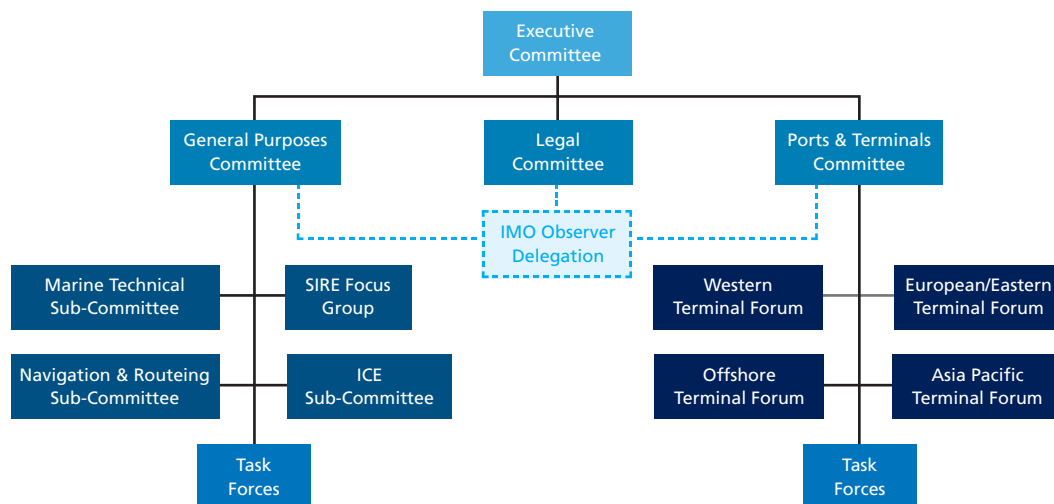 Executive
Committee
General Purposes
Committee
Legal
Committee
Ports & Terminals
Committee
IMO Observer
Delegation
Marine Technical
Sub-Committee
SIRE Focus
Group
Western
Terminal Forum
European/Eastern
Terminal Forum
Navigation & Routeing
Sub-Committee
ICE
Sub-Committee
Offshore
Terminal Forum
Asia Pacific
Terminal Forum
Task
Forces
Task
Forces